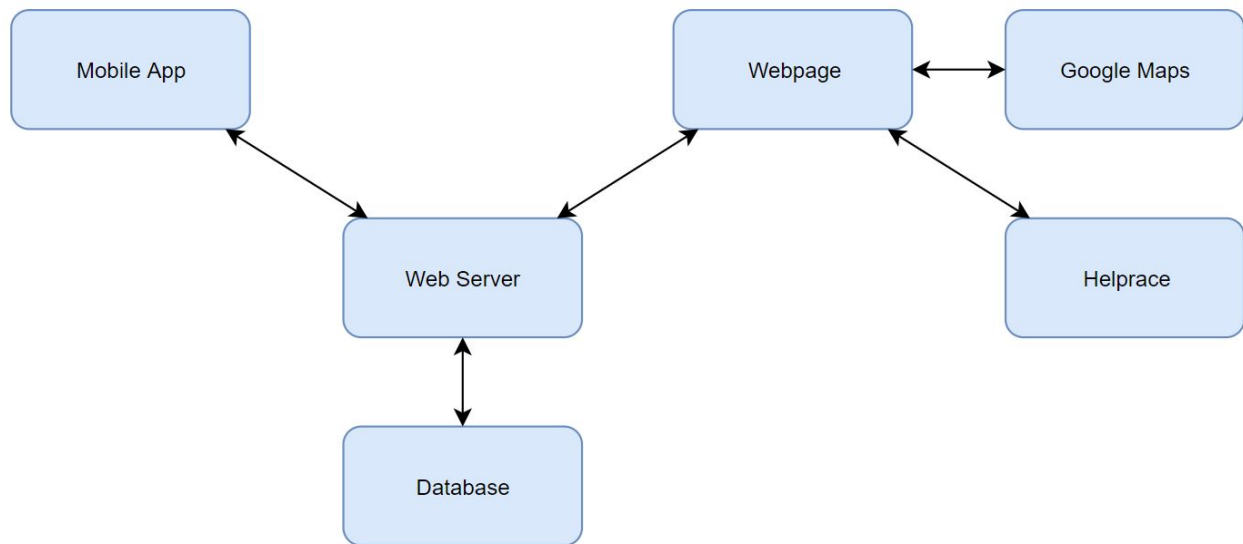 Mobile App
Webpage
Google Maps
Web Server
Helprace
Database